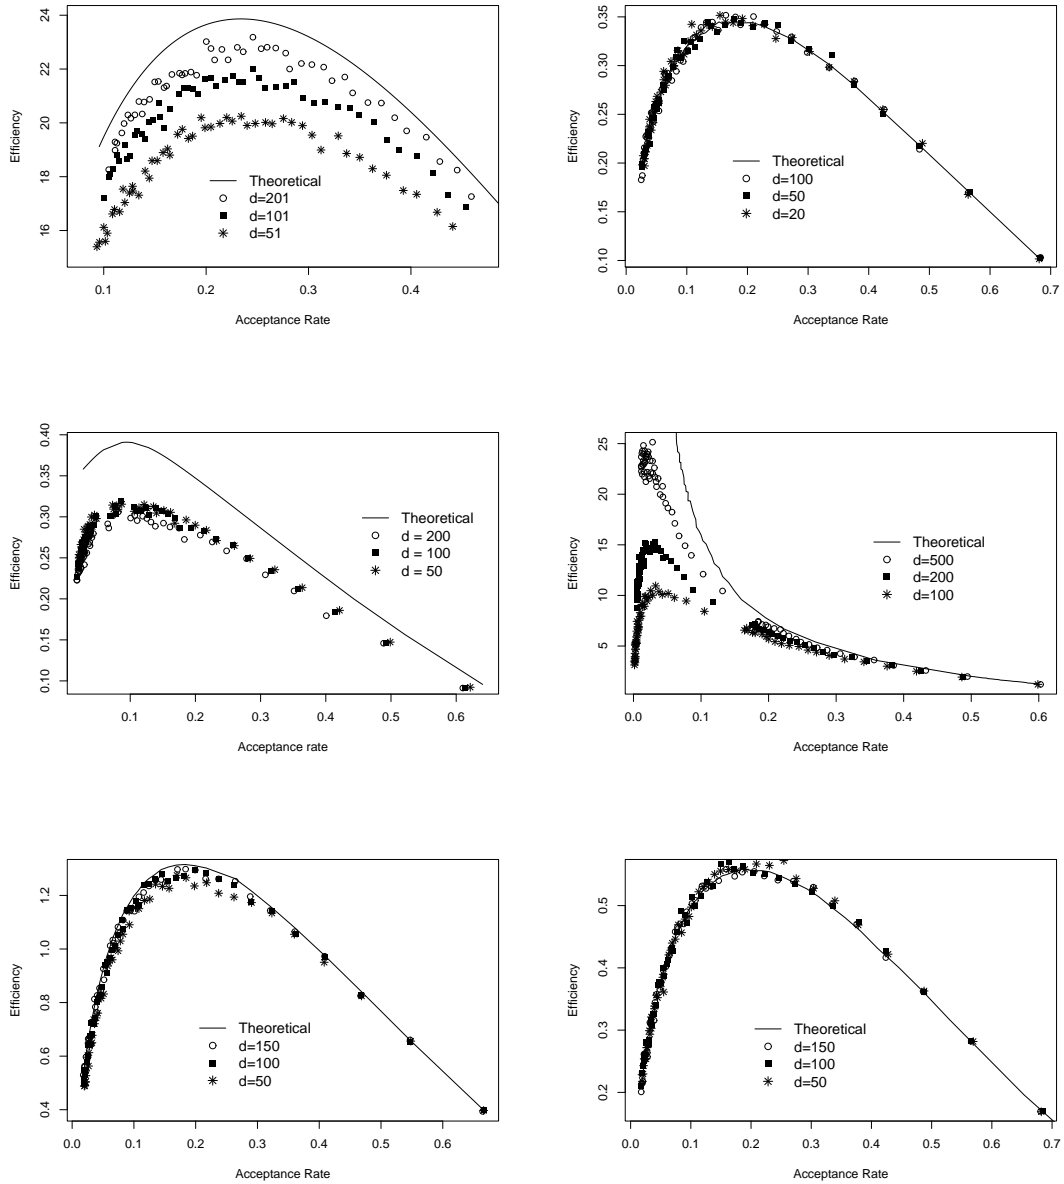 24
22
20
18
16
Efficiency
Theoretical
d=201
d=101
d=51
0.1
0.2
0.3
0.4
Acceptance Rate
0.35
0.30
0.25
0.20
0.15
0.10
Efficiency
Theoretical
d=100
d=50
d=20
0.0
0.1
0.2
0.3
0.4
0.5
0.6
0.7
Acceptance Rate
0.40
0.35
0.30
0.25
0.20
0.15
0.10
Efficiency
Theoretical
d = 200
d = 100
d = 50
0.1
0.2
0.3
0.4
0.5
0.6
Acceptance rate
25
20
15
10
5
Efficiency
Theoretical
d=500
d=200
d=100
0.0
0.1
0.2
0.3
0.4
0.5
0.6
Acceptance Rate
1.2
1.0
0.8
0.6
0.4
Efficiency
Theoretical
d=150
d=100
d=50
0.0
0.1
0.2
0.3
0.4
0.5
0.6
Acceptance Rate
0.5
0.4
0.3
0.2
Efficiency
Theoretical
d=150
d=100
d=50
0.0
0.1
0.2
0.3
0.4
0.5
0.6
0.7
Acceptance Rate